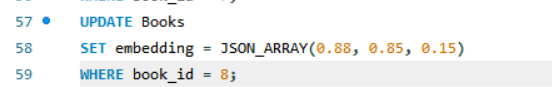 57 UPDATE Books
58 SET embedding = JSON_ARRAY(0.88, 0.85, 0.15)
59 WHERE book_id = 8;